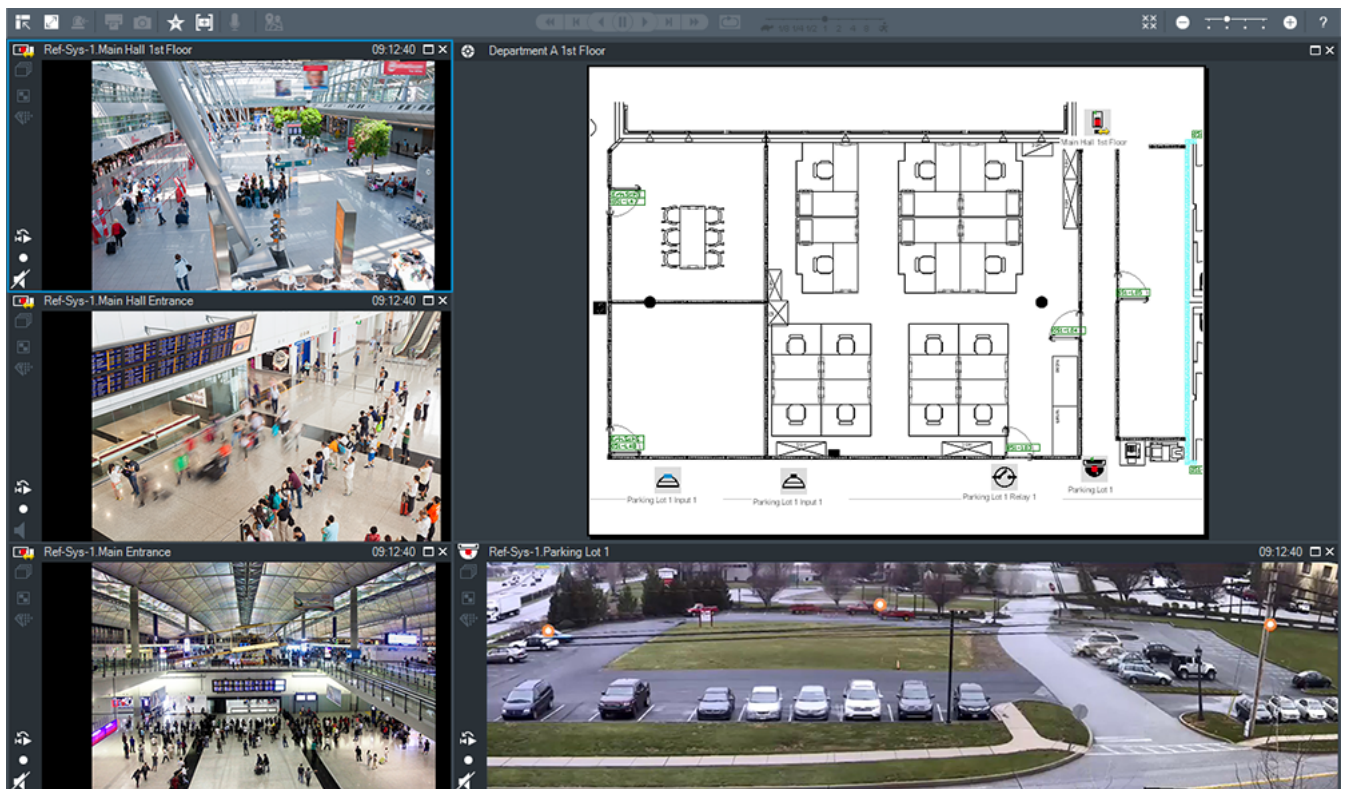 ?
Ref-Sys-1.Main Hall 1st Floor 09:12:40
Department A 1st Floor
Main Hall 1st Floor
Ref-Sys-1.Main Hall Entrance 09:12:40
Parking Lot 1 Input 1
Parking Lot 1 Input 1
Parking Lot 1 Relay 1
Parking Lot 1
Ref-Sys-1.Main Entrance 09:12:40
Ref-Sys-1.Parking Lot 1 09:12:40